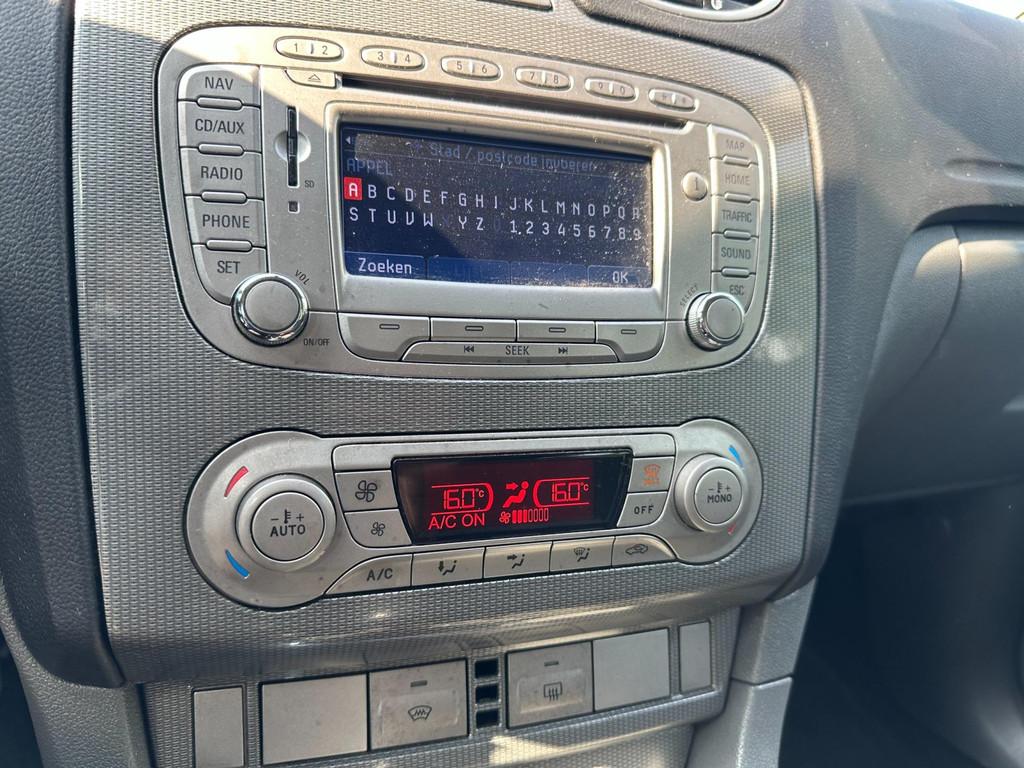 1 2
3 4
5 6
7 8
9 0
* #
NAV
CD/AUX
RADIO
PHONE
SET
SD
VOL
ON/OFF
Stad / postcode invoeren
APPEL
A B C D E F G H I J K L M N O P Q R
S T U V W Y Z 1 2 3 4 5 6 7 8 9
Zoeken
OK
MAP
HOME
TRAFFIC
SOUND
ESC
i
SELECT
SEEK
16.0°c
16.0°c
A/C ON
- +
AUTO
- +
MONO
OFF
A/C